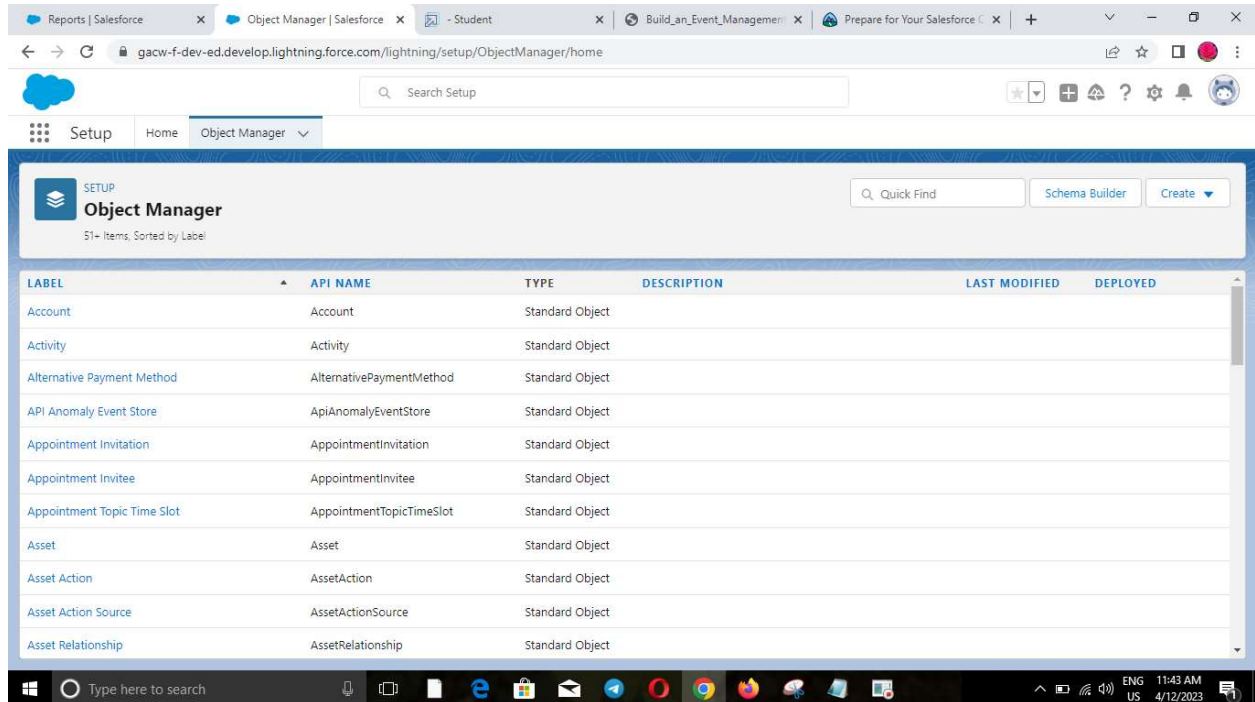 Reports | Salesforce
Object Manager | Salesforce
- Student
Build_an_Event_Managemen
Prepare for Your Salesforce C
gacw-f-dev-ed.develop.lightning.force.com/lightning/setup/ObjectManager/home
Search Setup
Setup Home Object Manager
SETUP
Object Manager
51+ Items, Sorted by Label
Quick Find
Schema Builder
Create
LABEL API NAME TYPE DESCRIPTION LAST MODIFIED DEPLOYED
Account Account Standard Object
Activity Activity Standard Object
Alternative Payment Method AlternativePaymentMethod Standard Object
API Anomaly Event Store ApiAnomalyEventStore Standard Object
Appointment Invitation AppointmentInvitation Standard Object
Appointment Invitee AppointmentInvitee Standard Object
Appointment Topic Time Slot AppointmentTopicTimeSlot Standard Object
Asset Asset Standard Object
Asset Action AssetAction Standard Object
Asset Action Source AssetActionSource Standard Object
Asset Relationship AssetRelationship Standard Object
Type here to search
ENG 11:43 AM
US 4/12/2023